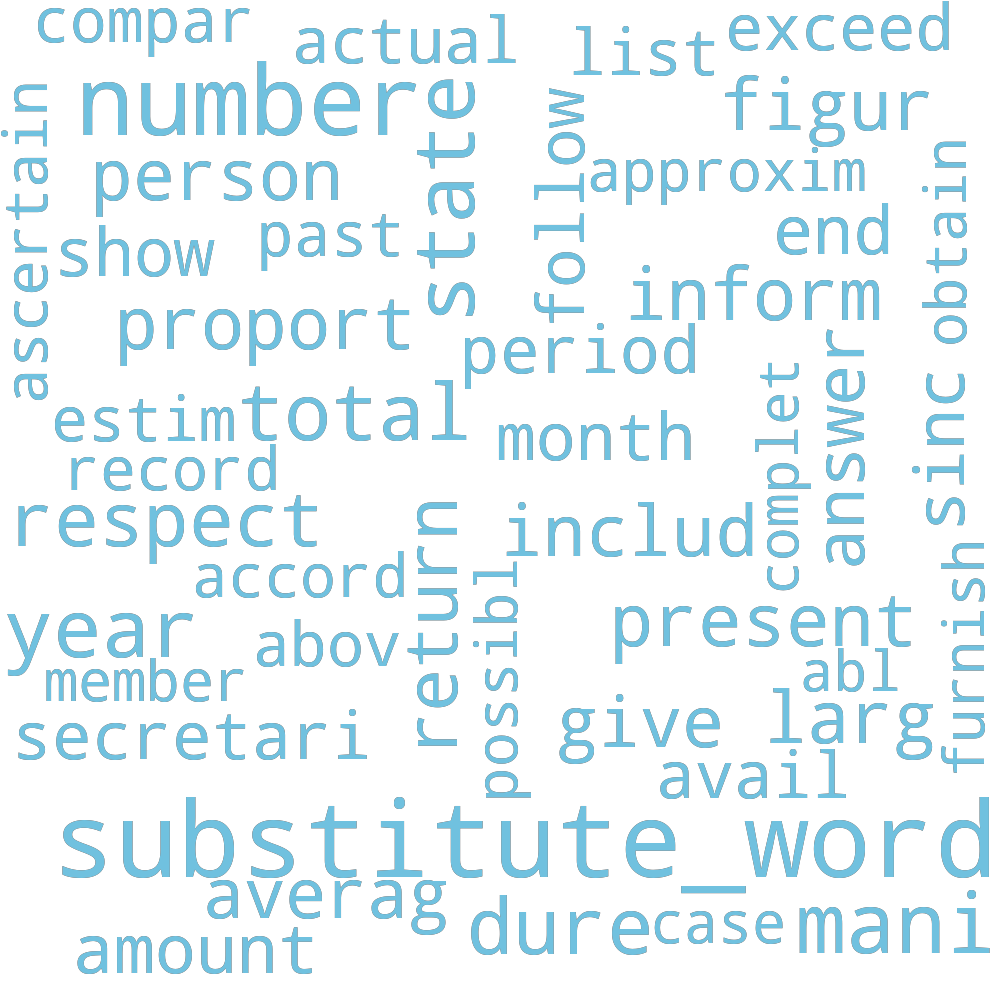 compar
actual
list
exceed
numbere
state
follow
figur
ascertain
person
approxim
obtain
show
past
end
inform
proport
period
answer
estim
total
month
complet
sinc
record
respect
return
includ
furnish
accord
possibl
present
year
abov
member
abl
secretari
give
larg
avail
substitute_word
averag
dure
case
mani
amount